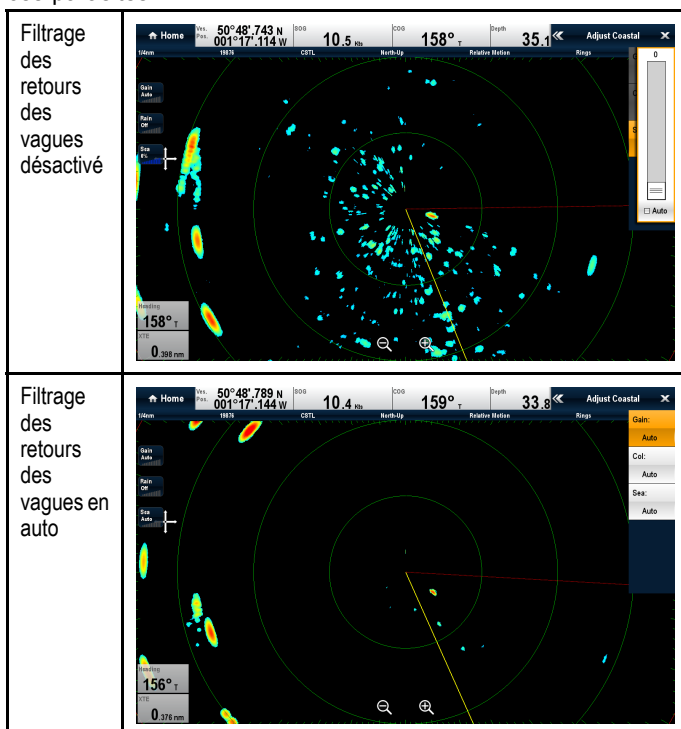 Filtrage
des
retours
des
vagues
désactivé
Home
Ves. Pos.
50°48'.743 N
001°17'.114 W
SOG
10.5 Kts
COG
158° T
Depth
35.1
Adjust Coastal
1/4nm
19876
CSTL
North-Up
Relative Motion
Rings
Gain
Auto
Rain
Off
Sea
0
Auto
Heading
158° T
XTE
0.398 nm
Filtrage
des
retours
des
vagues en
auto
Home
Ves. Pos.
50°48'.789 N
001°17'.144 W
SOG
10.4 Kts
COG
159° T
Depth
33.8
Adjust Coastal
1/4nm
19876
CSTL
North-Up
Relative Motion
Rings
Gain
Auto
Rain
Off
Sea
Auto
Gain:
Auto
Col:
Auto
Sea:
Auto
Heading
156° T
XTE
0.376 nm